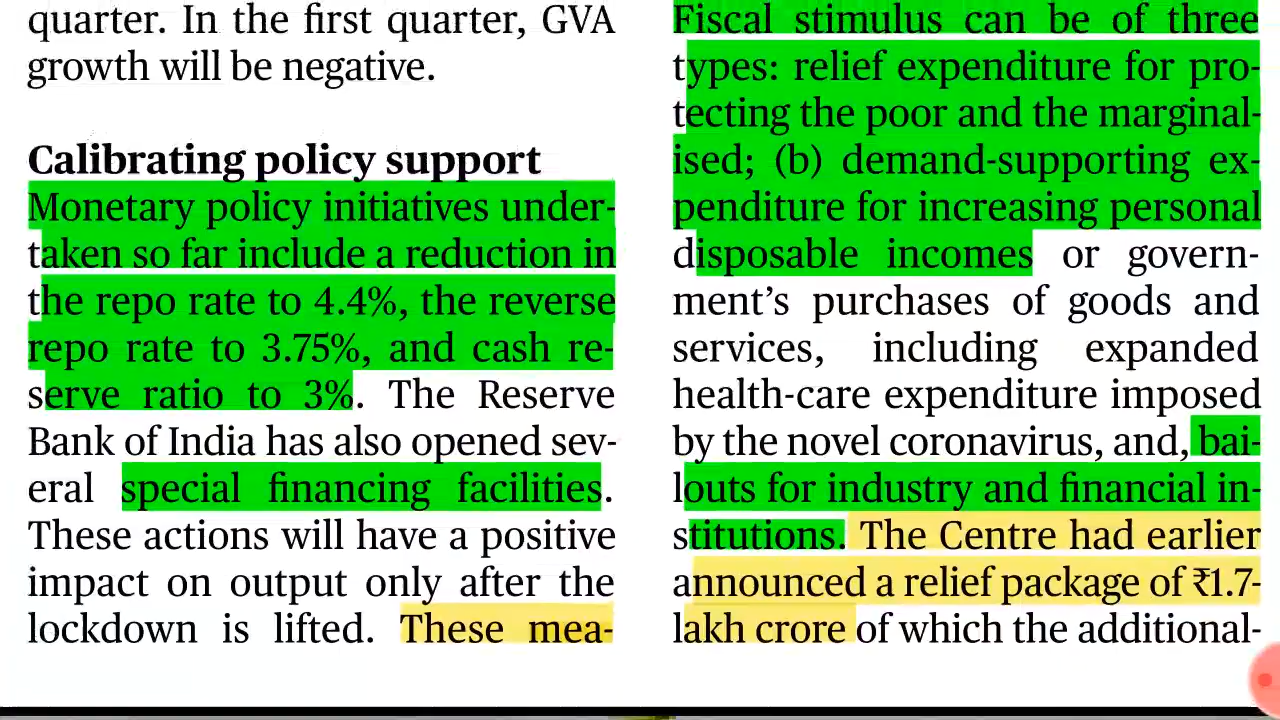 quarter. In the first quarter, GVA
growth will be negative.
Calibrating policy support
Monetary policy initiatives under-
taken so far include a reduction in
the repo rate to 4.4%, the reverse
repo rate to 3.75%, and cash re-
serve ratio to 3%. The Reserve
Bank of India has also opened sev-
eral special financing facilities.
These actions will have a positive
impact on output only after the
lockdown is lifted. These mea-
Fiscal stimulus can be of three
types: relief expenditure for pro-
tecting the poor and the marginal-
ised; (b) demand-supporting ex-
penditure for increasing personal
disposable incomes or govern-
ment's purchases of goods and
services, including expanded
health-care expenditure imposed
by the novel coronavirus, and, bai-
louts for industry and financial in-
stitutions. The Centre had earlier
announced a relief package of ₹1.7-
lakh crore of which the additional-